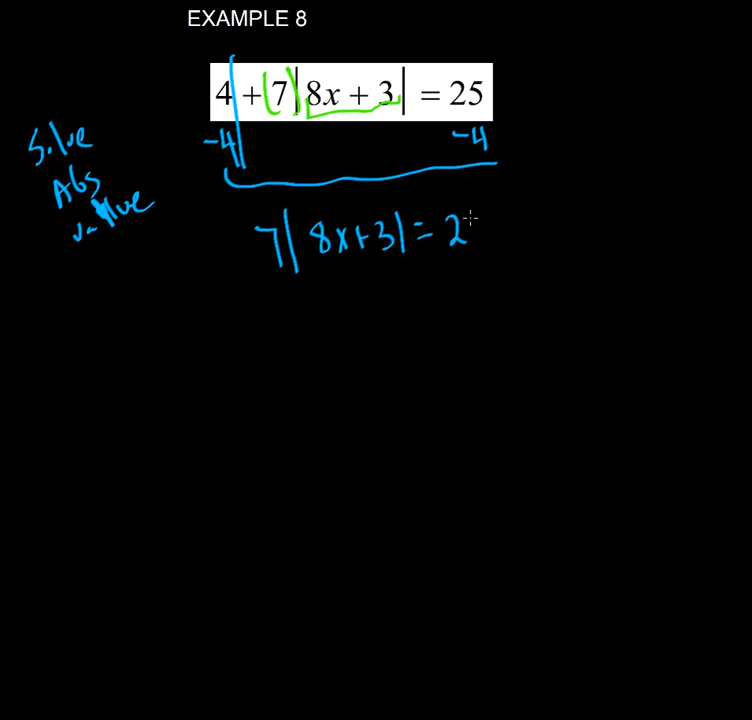 EXAMPLE 8
4 + (7)|8x + 3| = 25
-4 -4
Solve
Abs
value
7|8x+3| = 2